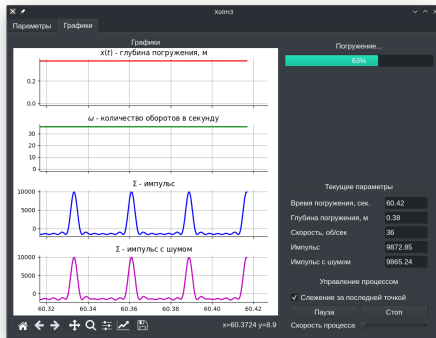 Xolm3
Параметры
Графики
Графики
x(t) - глубина погружения, м
0.2
0.0
ω - количество оборотов в секунду
30
20
10
0
Σ - импульс
10000
5000
0
Σ - импульс с шумом
10000
5000
0
60.32 60.34 60.36 60.38 60.40 60.42
x=60.3724 y=8.9
Погружение...
63%
Текущие параметры
Время погружения, сек. 60.42
Глубина погружения, м 0.38
Скорость, об/сек 36
Импульс 9872.85
Импульс с шумом 9865.24
Управление процессом
Слежение за последней точкой
Пауза Стоп
Скорость процесса